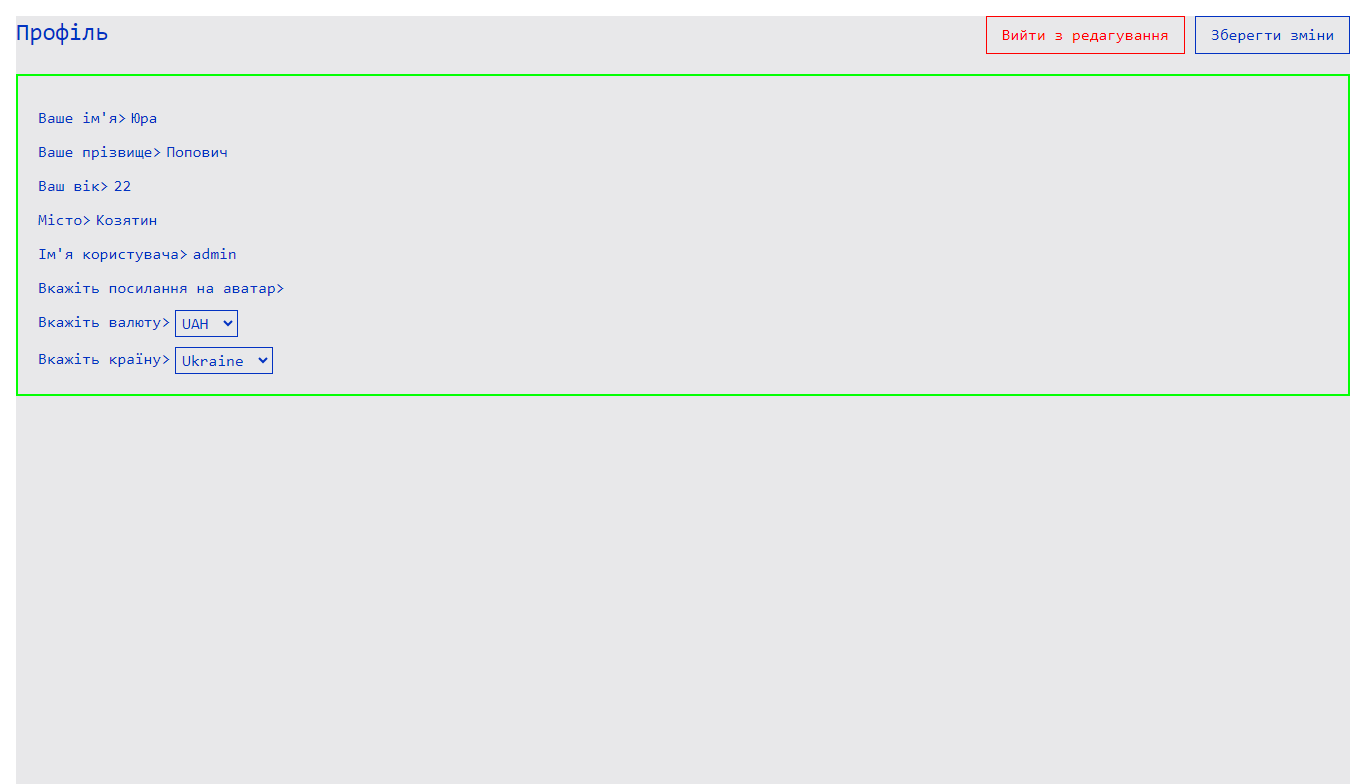 Профіль
Вийти з редагування
Зберегти зміни
Ваше ім'я> Юра
Ваше прізвище> Попович
Ваш вік> 22
Місто> Козятин
Ім'я користувача> admin
Вкажіть посилання на аватар>
Вкажіть валюту> UAH
Вкажіть країну> Ukraine